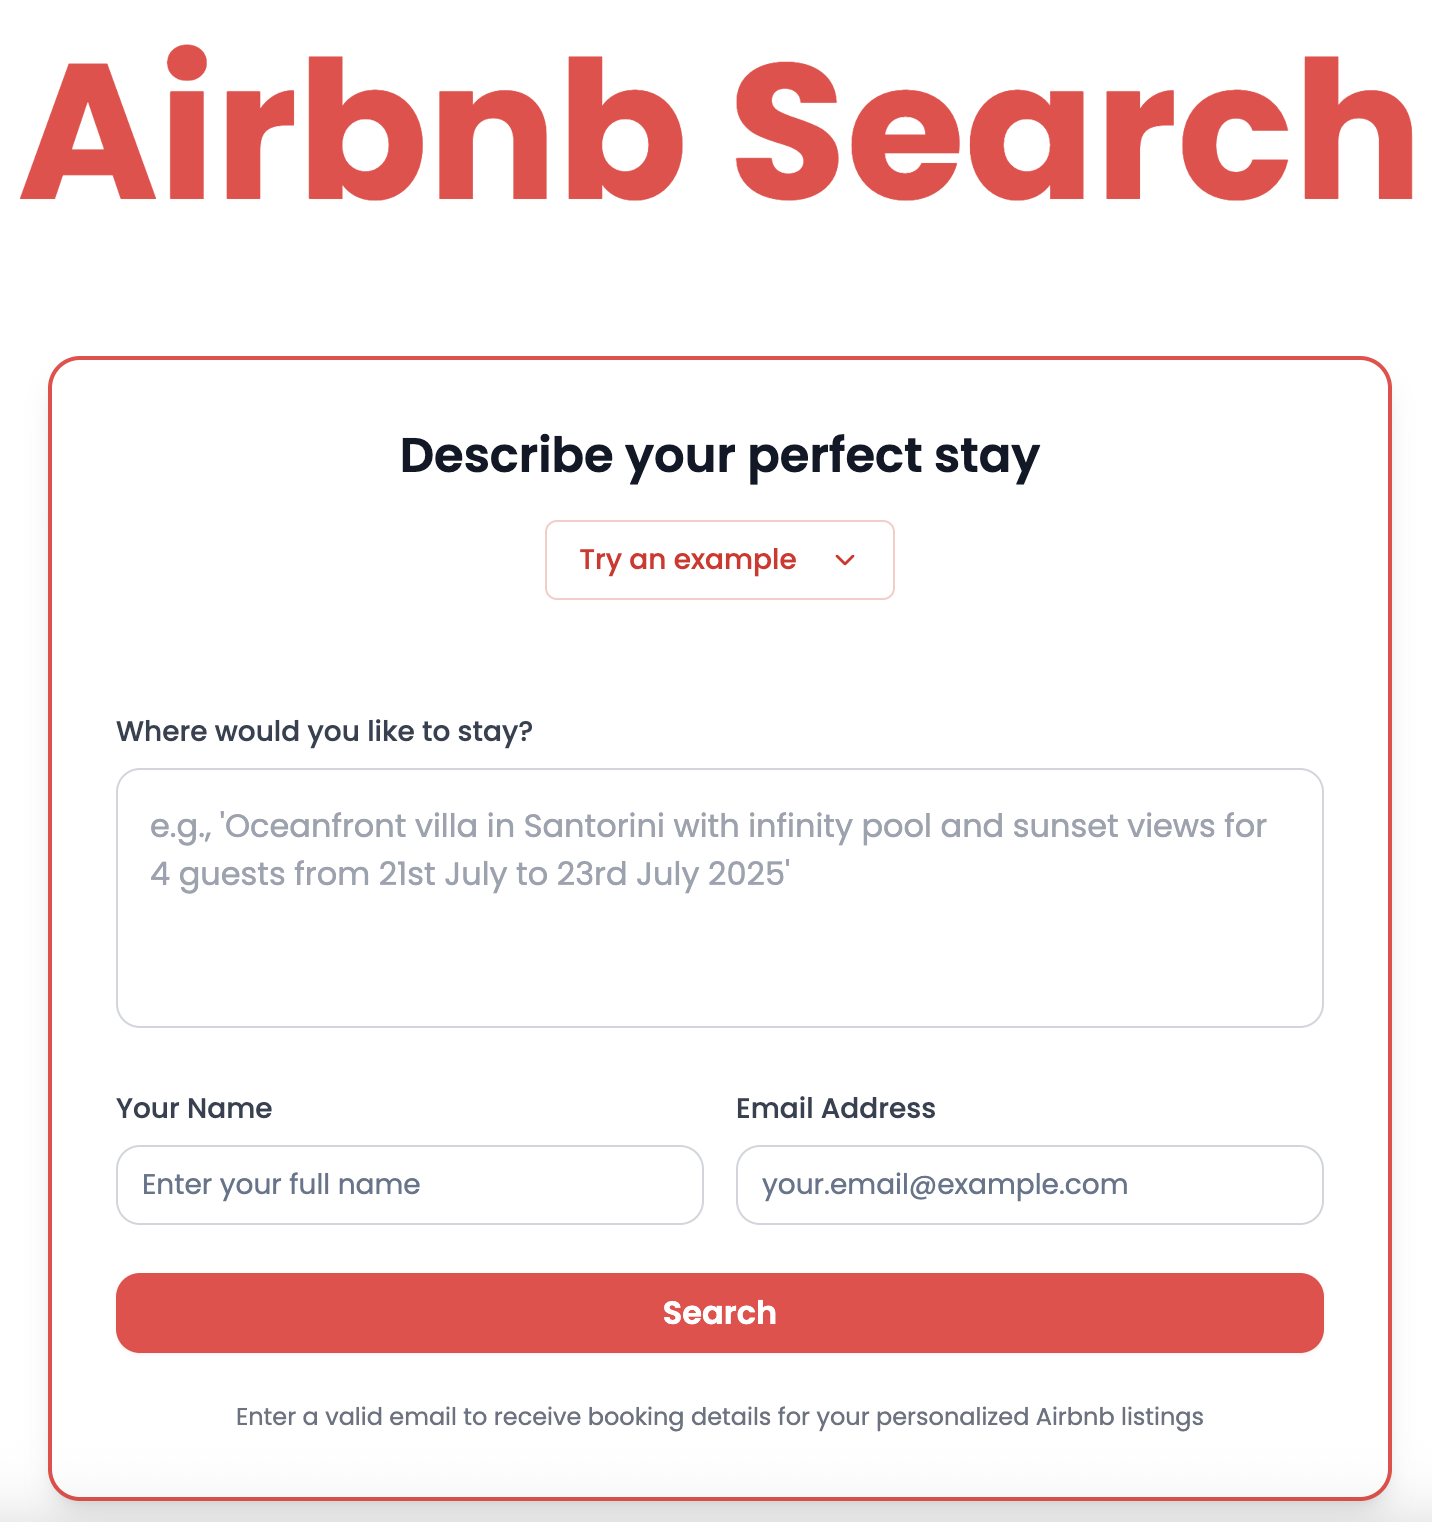 Airbnb Search
Describe your perfect stay
Try an example
Where would you like to stay?
e.g., 'Oceanfront villa in Santorini with infinity pool and sunset views for
4 guests from 21st July to 23rd July 2025'
Your Name
Email Address
Enter your full name
your.email@example.com
Search
Enter a valid email to receive booking details for your personalized Airbnb listings